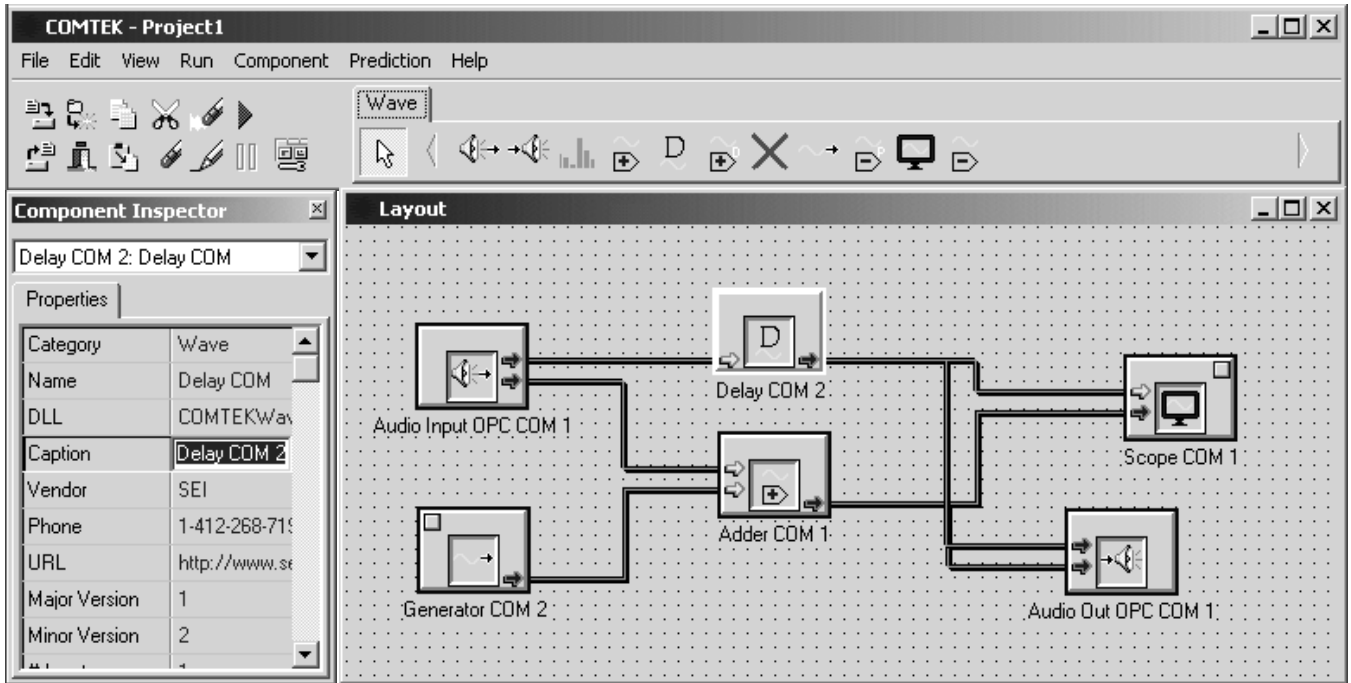 COMTEK - Project1
File Edit View Run Component Prediction Help
Wave
D
Component Inspector
Layout
Delay COM 2: Delay COM
Properties
Category Wave
Name Delay COM
DLL COMTEKWav
Caption Delay COM 2
Vendor SEI
Phone 1-412-268-719
URL http://www.se
Major Version 1
Minor Version 2
Audio Input OPC COM 1
D
Delay COM 2
Scope COM 1
Adder COM 1
Generator COM 2
Audio Out OPC COM 1